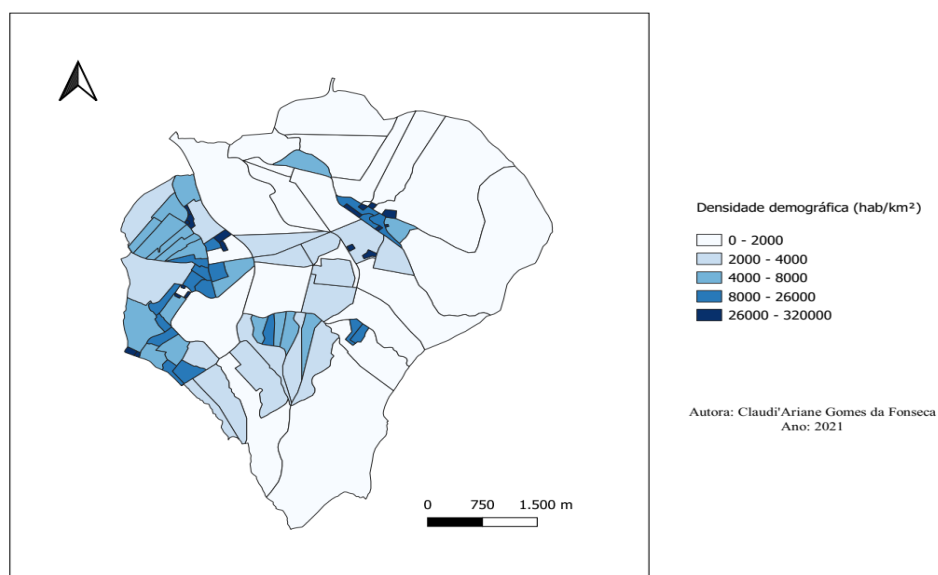 Densidade demográfica (hab/km²)
0 - 2000
2000 - 4000
4000 - 8000
8000 - 26000
26000 - 320000
Autora: Claudi'Ariane Gomes da Fonseca
Ano: 2021
0 750 1.500 m